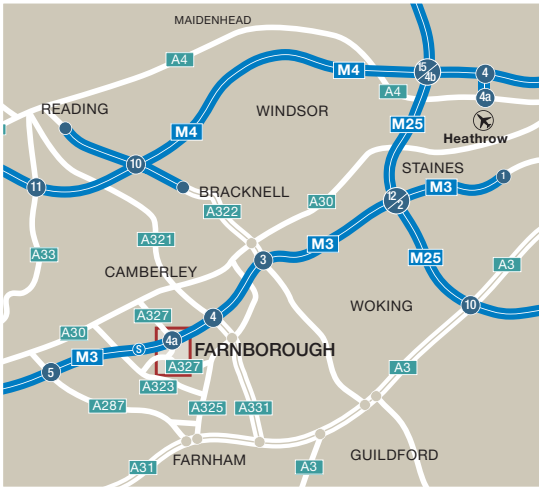 MAIDENHEAD
A4
15
4b
4
M4
A4
4a
READING
WINDSOR
M4
M25
Heathrow
10
STAINES
11
BRACKNELL
M3
1
A322
A30
12
2
A33
A321
M3
M25
A3
CAMBERLEY
3
WOKING
10
A327
4
A30
4a
FARNBOROUGH
S
M3
A327
A3
5
A323
A287
A325
A331
FARNHAM
GUILDFORD
A31
A3